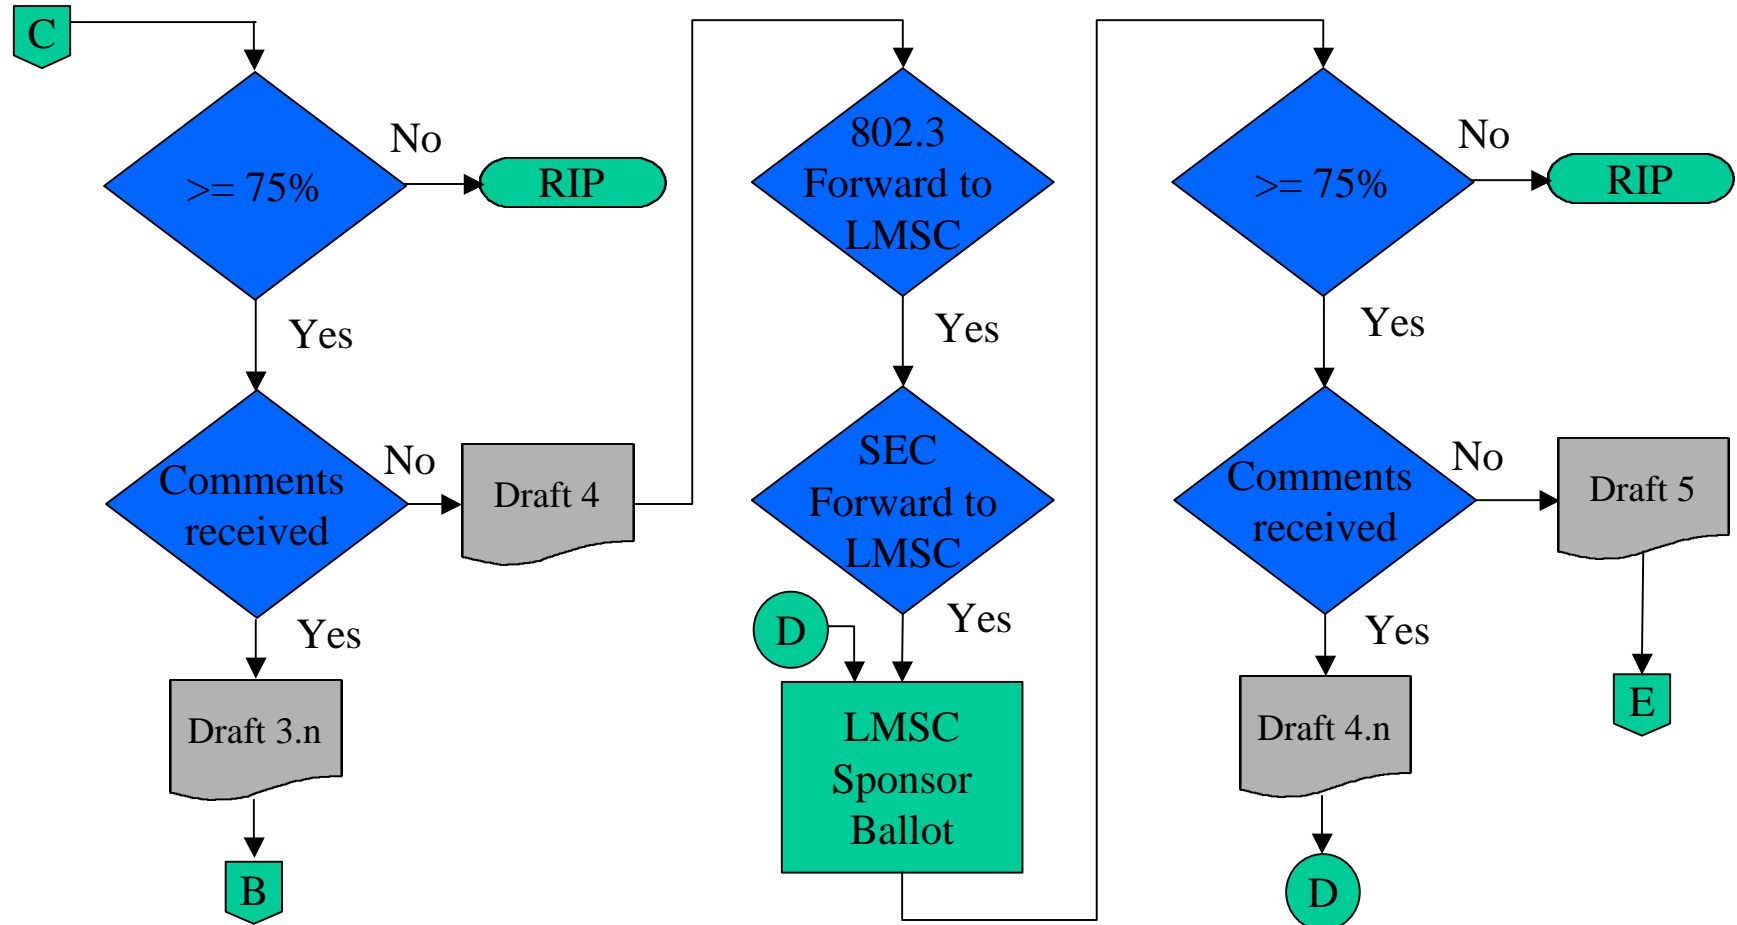 C
>= 75%
No
RIP
Yes
Comments
received
No
Draft 4
Yes
Draft 3.n
B
802.3
Forward to
LMSC
Yes
SEC
Forward to
LMSC
Yes
D
LMSC
Sponsor
Ballot
>= 75%
No
RIP
Yes
Comments
received
No
Draft 5
E
Yes
Draft 4.n
D